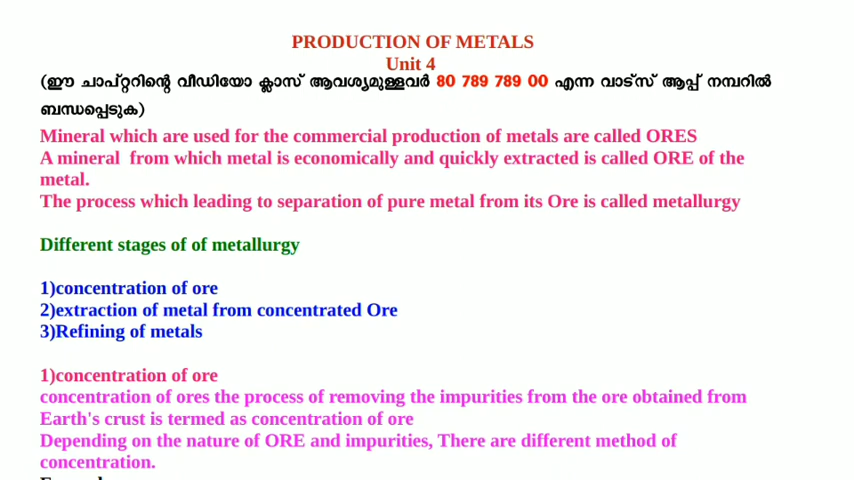 PRODUCTION OF METALS
Unit 4
(ഈ ചാപ്റ്ററിന്റെ വീഡിയോ ക്ലാസ് ആവശ്യമുള്ളവർ 80 789 789 00 എന്ന വാട്സ് ആപ്പ് നമ്പറിൽ
ബന്ധപ്പെടുക)
Mineral which are used for the commercial production of metals are called ORES
A mineral from which metal is economically and quickly extracted is called ORE of the
metal.
The process which leading to separation of pure metal from its Ore is called metallurgy
Different stages of of metallurgy
1)concentration of ore
2)extraction of metal from concentrated Ore
3)Refining of metals
1)concentration of ore
concentration of ores the process of removing the impurities from the ore obtained from
Earth's crust is termed as concentration of ore
Depending on the nature of ORE and impurities, There are different method of
concentration.